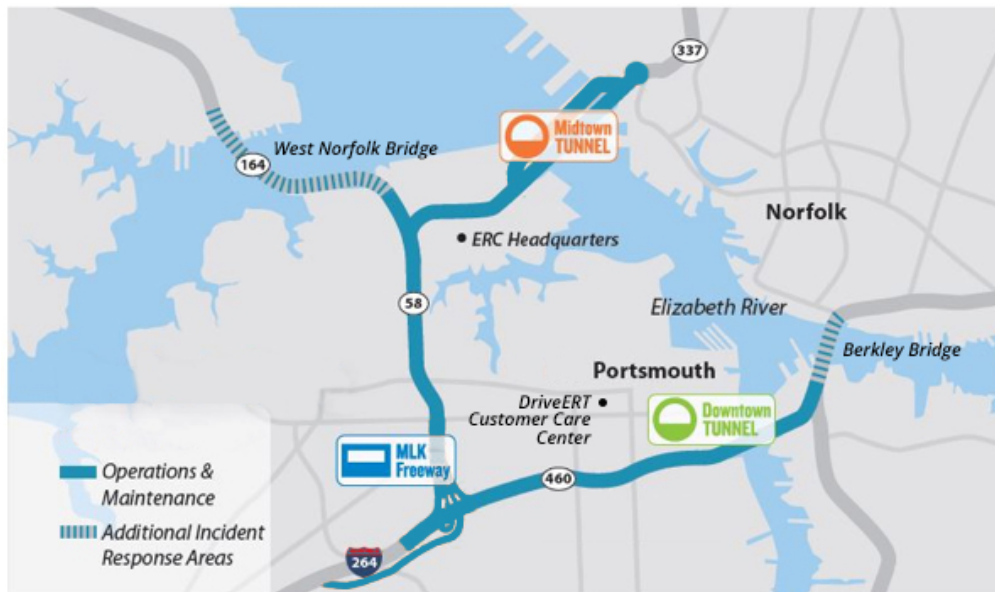 337
Midtown
TUNNEL
West Norfolk Bridge
164
Norfolk
ERC Headquarters
58
Elizabeth River
Berkley Bridge
Portsmouth
DriveERT
Customer Care
Center
Downtown
TUNNEL
MLK
Freeway
460
264
Operations &
Maintenance
Additional Incident
Response Areas